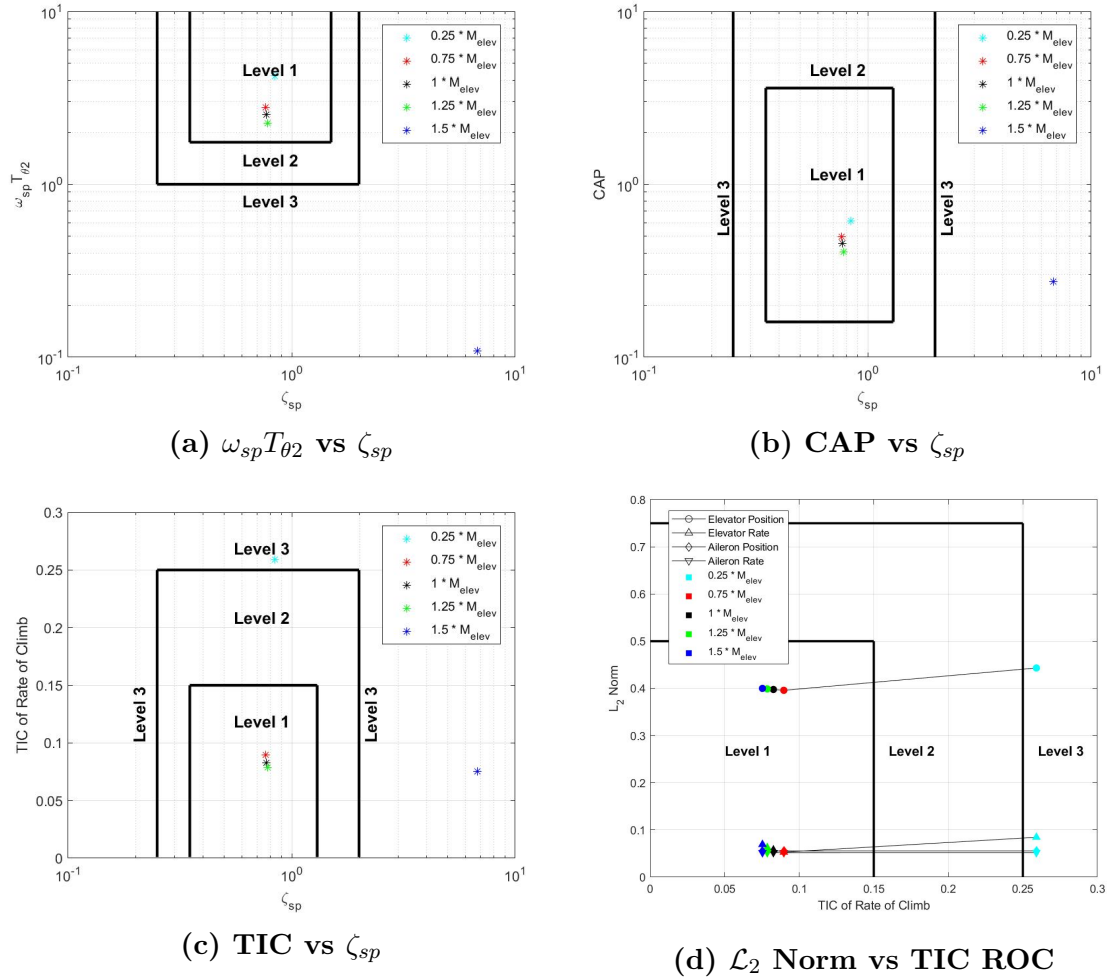 10^1
10^0
10^-1
ω_sp T_θ2
Level 1
Level 2
Level 3
0.25 * M_elev
0.75 * M_elev
1 * M_elev
1.25 * M_elev
1.5 * M_elev
10^-1 10^0 10^1
ζ_sp
(a) ω_sp T_θ2 vs ζ_sp
10^1
10^0
10^-1
CAP
Level 2
Level 1
Level 3
Level 3
0.25 * M_elev
0.75 * M_elev
1 * M_elev
1.25 * M_elev
1.5 * M_elev
10^-1 10^0 10^1
ζ_sp
(b) CAP vs ζ_sp
0.3
0.25
0.2
0.15
0.1
0.05
0
TIC of Rate of Climb
Level 3
Level 2
Level 1
Level 3
Level 3
0.25 * M_elev
0.75 * M_elev
1 * M_elev
1.25 * M_elev
1.5 * M_elev
10^-1 10^0 10^1
ζ_sp
(c) TIC vs ζ_sp
0.8
0.7
0.6
0.5
0.4
0.3
0.2
0.1
0
L_2 Norm
Elevator Position
Elevator Rate
Aileron Position
Aileron Rate
0.25 * M_elev
0.75 * M_elev
1 * M_elev
1.25 * M_elev
1.5 * M_elev
Level 1 Level 2 Level 3
0 0.05 0.1 0.15 0.2 0.25 0.3
TIC of Rate of Climb
(d) ℒ_2 Norm vs TIC ROC